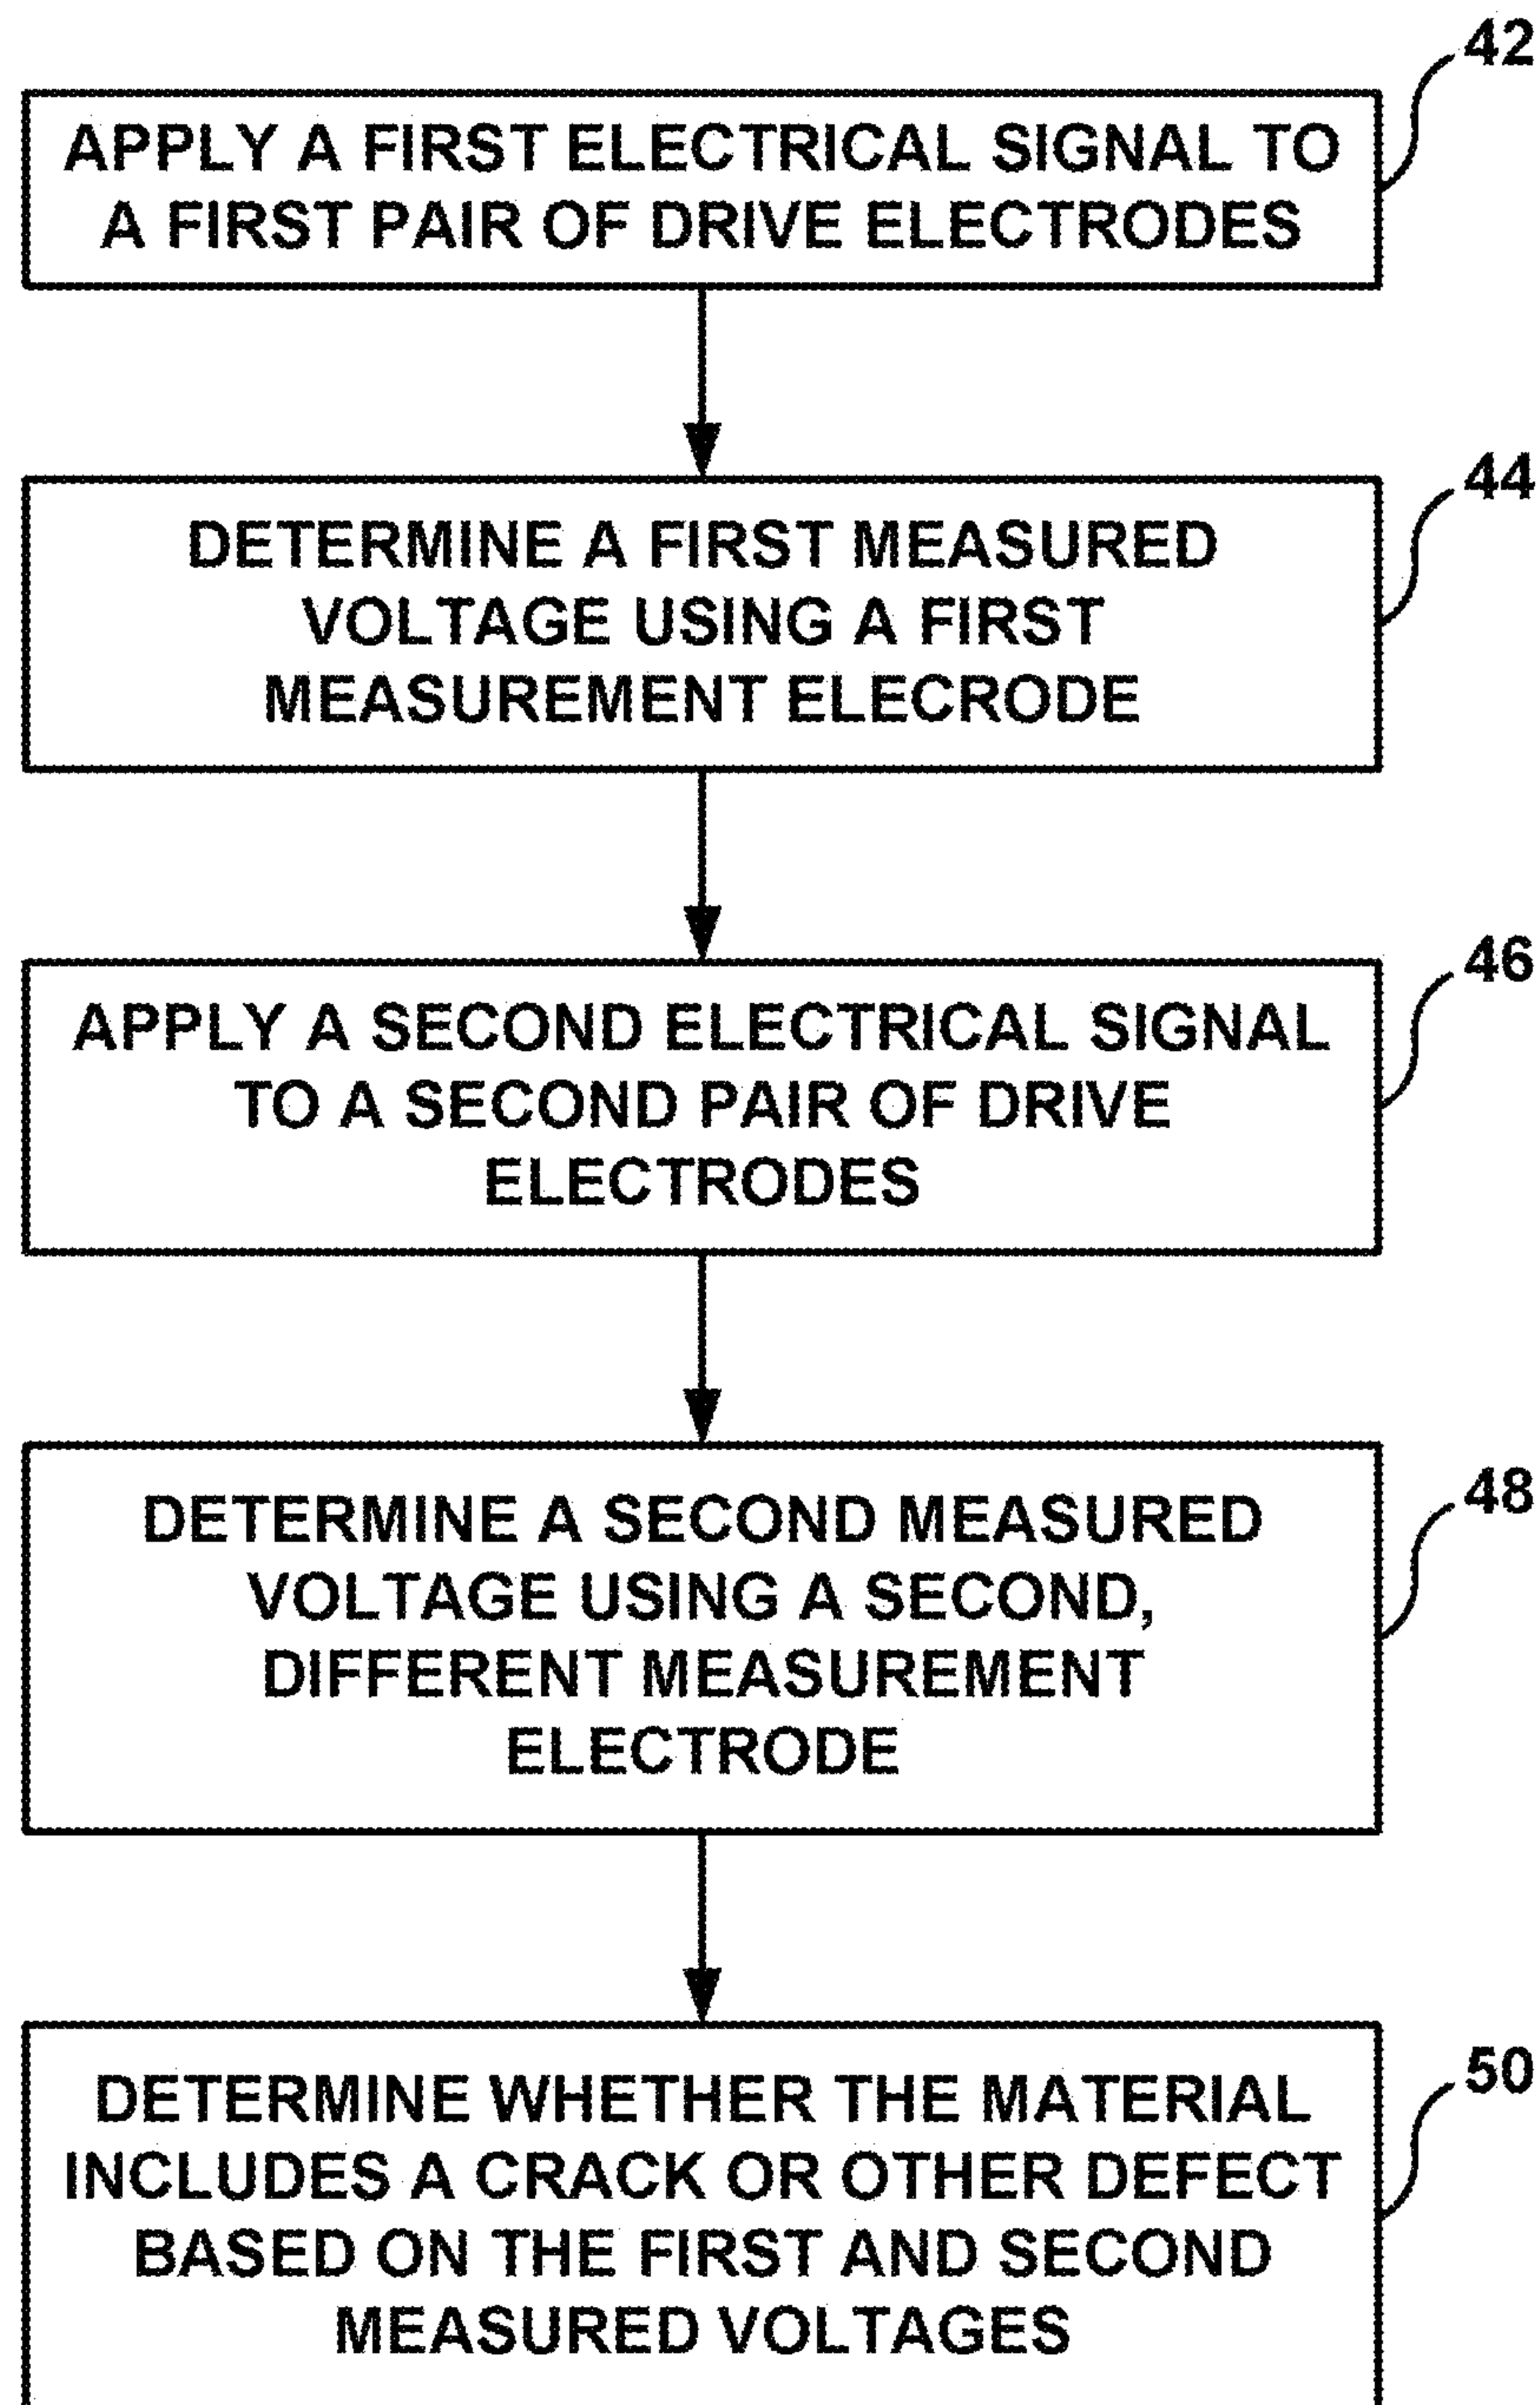 42
APPLY A FIRST ELECTRICAL SIGNAL TO
A FIRST PAIR OF DRIVE ELECTRODES
44
DETERMINE A FIRST MEASURED
VOLTAGE USING A FIRST
MEASUREMENT ELECRODE
46
APPLY A SECOND ELECTRICAL SIGNAL
TO A SECOND PAIR OF DRIVE
ELECTRODES
48
DETERMINE A SECOND MEASURED
VOLTAGE USING A SECOND,
DIFFERENT MEASUREMENT
ELECTRODE
50
DETERMINE WHETHER THE MATERIAL
INCLUDES A CRACK OR OTHER DEFECT
BASED ON THE FIRST AND SECOND
MEASURED VOLTAGES